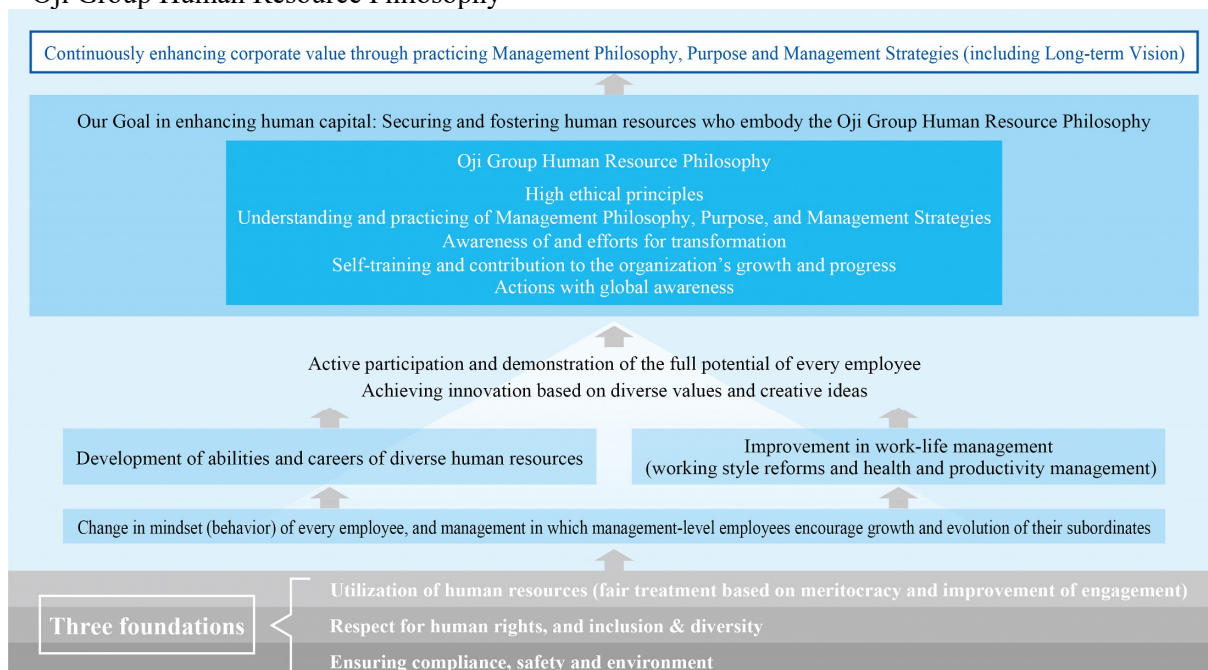 Oji Group Human Resource Philosophy
Continuously enhancing corporate value through practicing Management Philosophy, Purpose and Management Strategies (including Long-term Vision)
Our Goal in enhancing human capital: Securing and fostering human resources who embody the Oji Group Human Resource Philosophy
Oji Group Human Resource Philosophy
High ethical principles
Understanding and practicing of Management Philosophy, Purpose, and Management Strategies
Awareness of and efforts for transformation
Self-training and contribution to the organization's growth and progress
Actions with global awareness
Active participation and demonstration of the full potential of every employee
Achieving innovation based on diverse values and creative ideas
Development of abilities and careers of diverse human resources
Improvement in work-life management
(working style reforms and health and productivity management)
Change in mindset (behavior) of every employee, and management in which management-level employees encourage growth and evolution of their subordinates
Three foundations
Utilization of human resources (fair treatment based on meritocracy and improvement of engagement)
Respect for human rights, and inclusion & diversity
Ensuring compliance, safety and environment